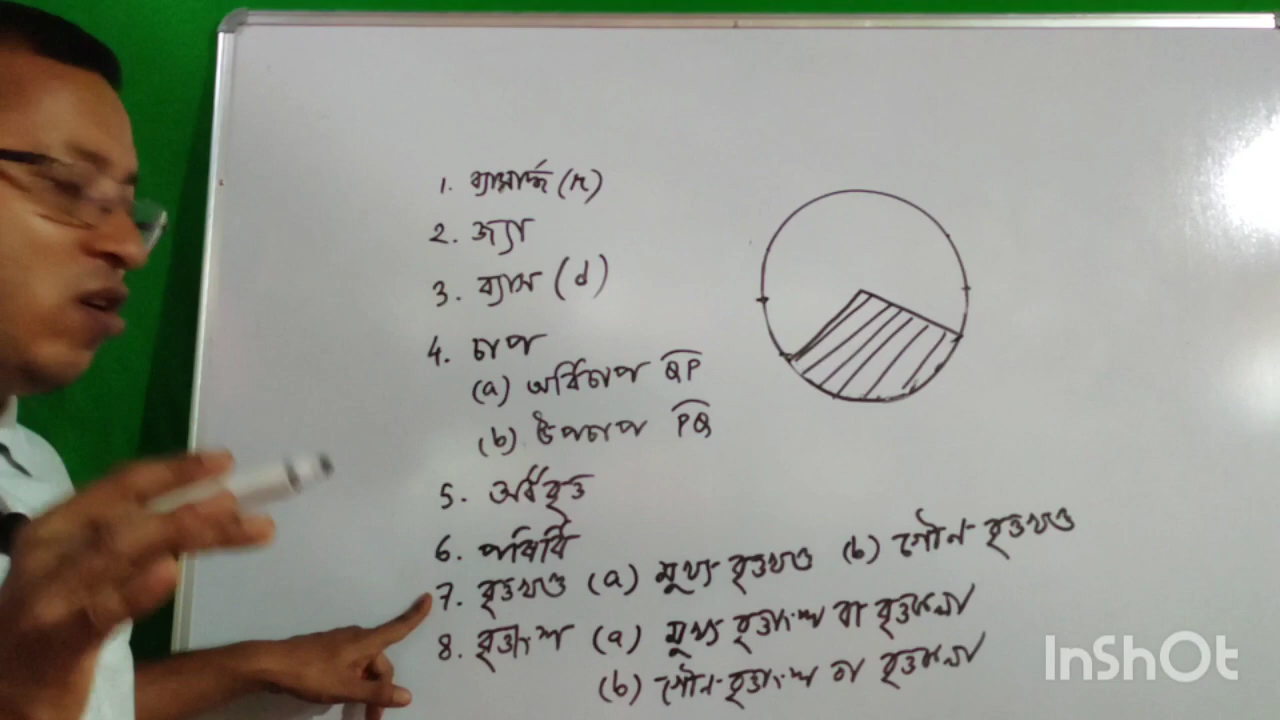 1. ব্যাসার্দ্ধ (r)
2. জ্যা
3. ব্যাস (d)
4. চাপ
(a) অধিচাপ QP
(b) উপচাপ PQ
5. অর্ধবৃত্ত
6. পৰিধি
7. বৃত্তখণ্ড (a) মুখ্য বৃত্তখণ্ড (b) গৌন বৃত্তখণ্ড
8. বৃত্তাংশ (a) মুখ্য বৃত্তাংশ বা বৃত্তকলা
(b) গৌন বৃত্তাংশ বা বৃত্তকলা
InShOt